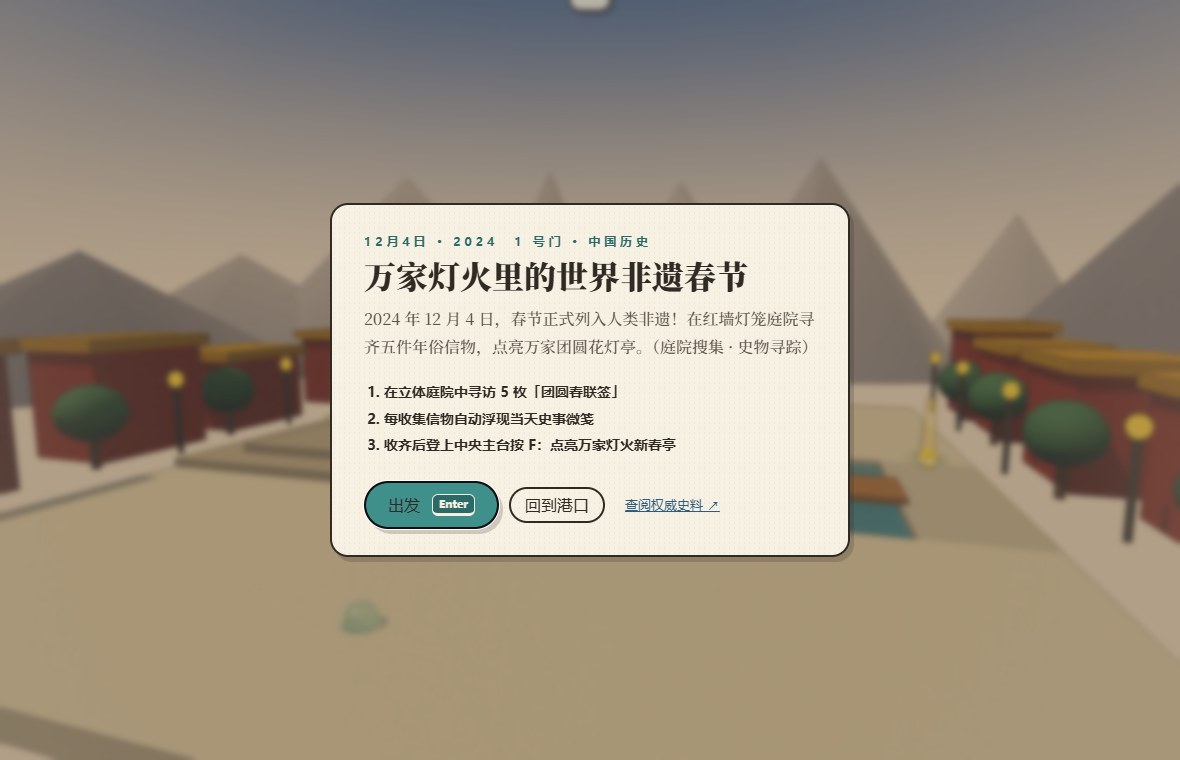 12月4日 • 2024 1 号门 • 中国历史
万家灯火里的世界非遗春节
2024 年 12 月 4 日，春节正式列入人类非遗！在红墙灯笼庭院寻
齐五件年俗信物，点亮万家团圆花灯亭。（庭院搜集 · 史物寻踪）
1. 在立体庭院中寻访 5 枚「团圆春联签」
2. 每收集信物自动浮现当天史事微笺
3. 收齐后登上中央主台按 F：点亮万家灯火新春亭
出发 Enter 回到港口 查阅权威史料 ↗